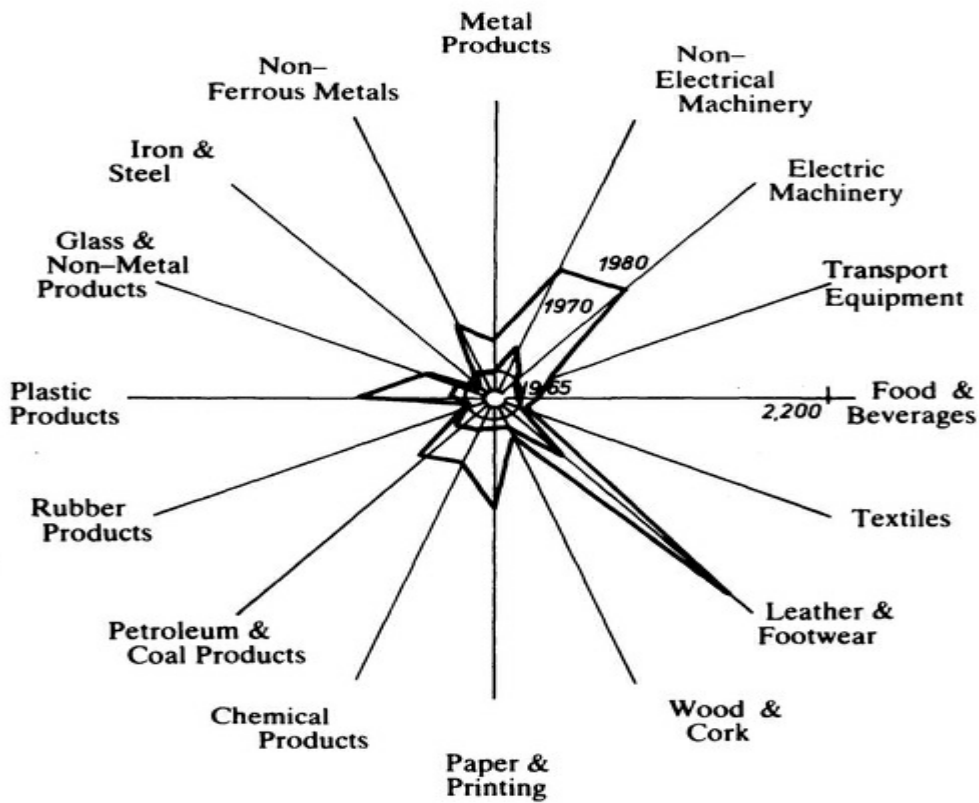 Metal
Products
Non-
Electrical
Machinery
Electric
Machinery
Transport
Equipment
Food &
Beverages
Textiles
Leather &
Footwear
Wood &
Cork
Paper &
Printing
Chemical
Products
Petroleum &
Coal Products
Rubber
Products
Plastic
Products
Glass &
Non-Metal
Products
Iron &
Steel
Non-
Ferrous Metals
1980
1970
1965
2,200